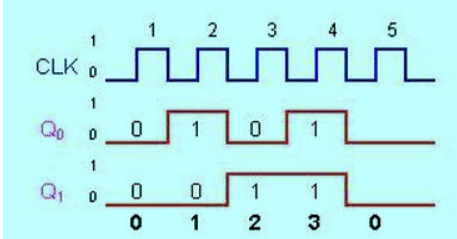 1 2 3 4 5
1
CLK 0
1
Q₀ 0 0 1 0 1
1
Q₁ 0 0 0 1 1
0 1 2 3 0